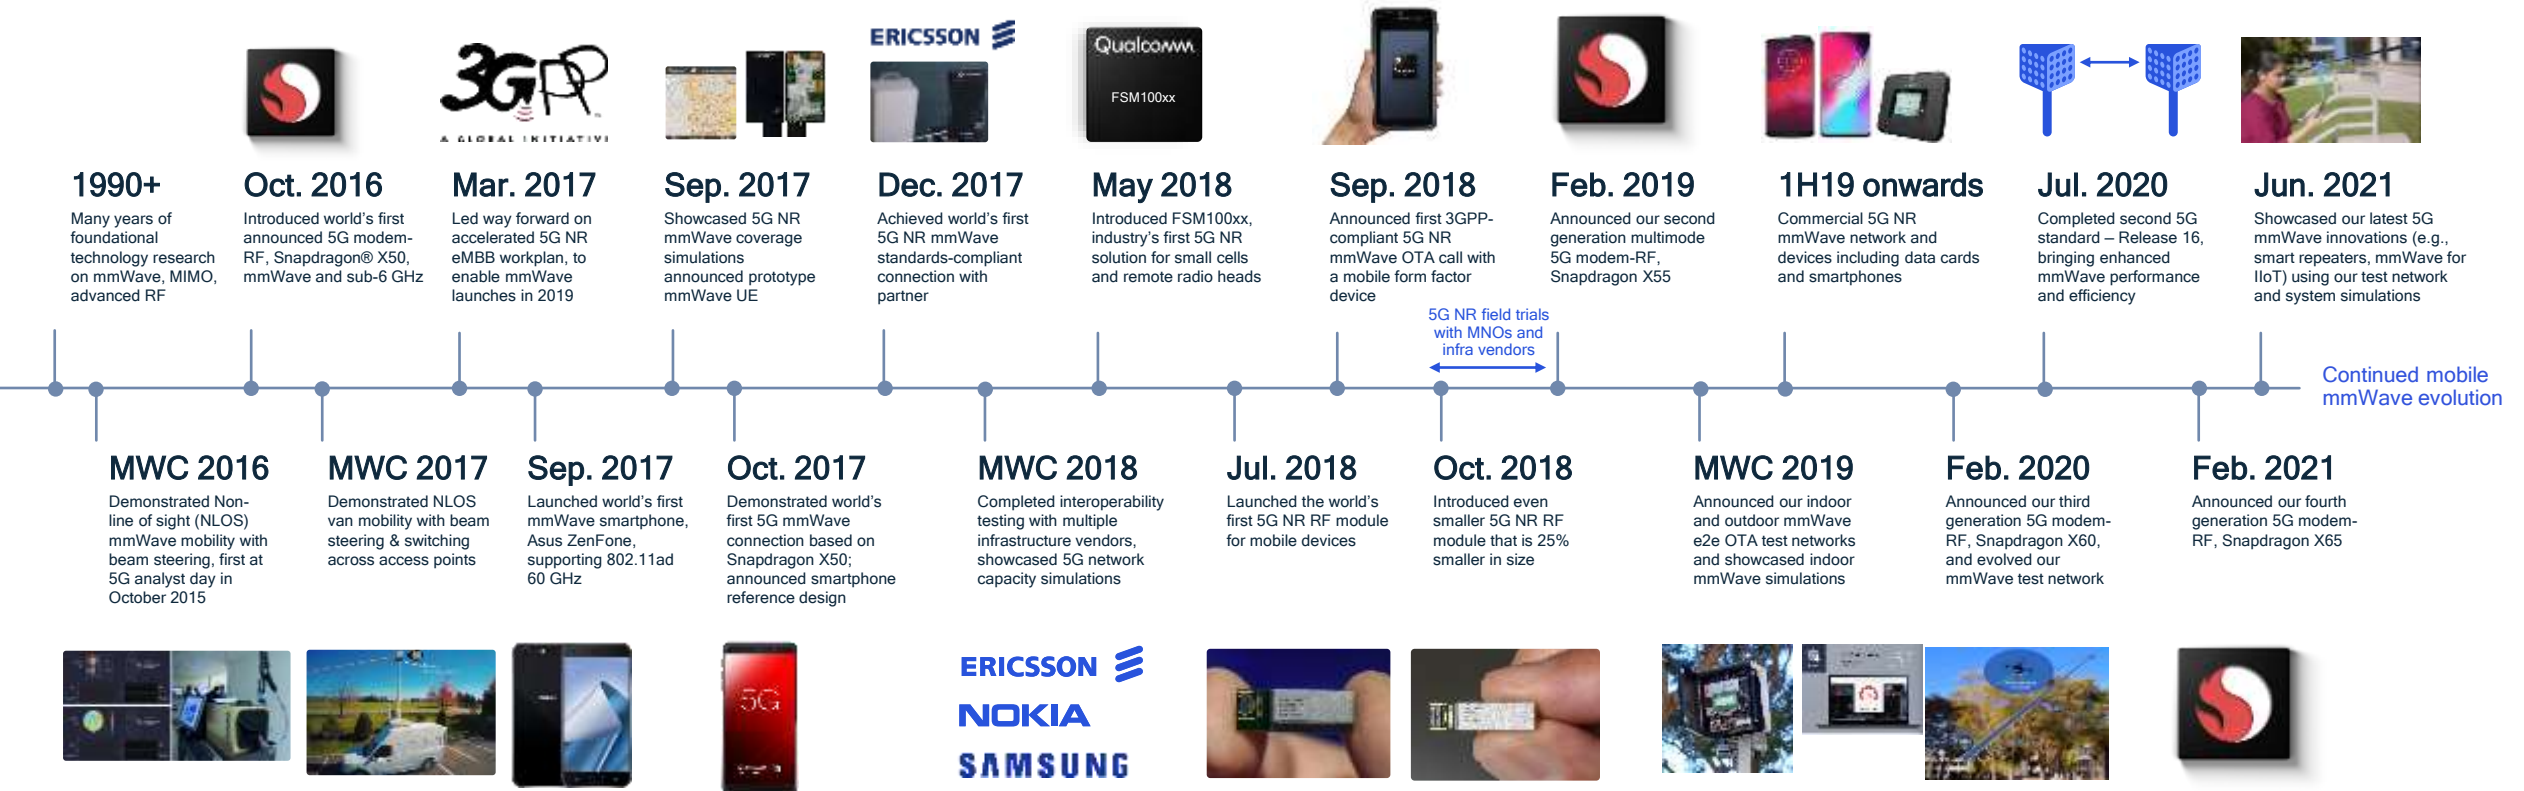 ERICSSON
3GPP
A GLOBAL INITIATIVE
Qualcomm
FSM100xx
1990+
Many years of
foundational
technology research
on mmWave, MIMO,
advanced RF
Oct. 2016
Introduced world's first
announced 5G modem-
RF, Snapdragon® X50,
mmWave and sub-6 GHz
Mar. 2017
Led way forward on
accelerated 5G NR
eMBB workplan, to
enable mmWave
launches in 2019
Sep. 2017
Showcased 5G NR
mmWave coverage
simulations
announced prototype
mmWave UE
Dec. 2017
Achieved world's first
5G NR mmWave
standards-compliant
connection with
partner
May 2018
Introduced FSM100xx,
industry's first 5G NR
solution for small cells
and remote radio heads
Sep. 2018
Announced first 3GPP-
compliant 5G NR
mmWave OTA call with
a mobile form factor
device
Feb. 2019
Announced our second
generation multimode
5G modem-RF,
Snapdragon X55
1H19 onwards
Commercial 5G NR
mmWave network and
devices including data cards
and smartphones
Jul. 2020
Completed second 5G
standard – Release 16,
bringing enhanced
mmWave performance
and efficiency
Jun. 2021
Showcased our latest 5G
mmWave innovations (e.g.,
smart repeaters, mmWave for
IIoT) using our test network
and system simulations
5G NR field trials
with MNOs and
infra vendors
Continued mobile
mmWave evolution
MWC 2016
Demonstrated Non-
line of sight (NLOS)
mmWave mobility with
beam steering, first at
5G analyst day in
October 2015
MWC 2017
Demonstrated NLOS
van mobility with beam
steering & switching
across access points
Sep. 2017
Launched world's first
mmWave smartphone,
Asus ZenFone,
supporting 802.11ad
60 GHz
Oct. 2017
Demonstrated world's
first 5G mmWave
connection based on
Snapdragon X50;
announced smartphone
reference design
MWC 2018
Completed interoperability
testing with multiple
infrastructure vendors,
showcased 5G network
capacity simulations
Jul. 2018
Launched the world's
first 5G NR RF module
for mobile devices
Oct. 2018
Introduced even
smaller 5G NR RF
module that is 25%
smaller in size
MWC 2019
Announced our indoor
and outdoor mmWave
e2e OTA test networks
and showcased indoor
mmWave simulations
Feb. 2020
Announced our third
generation 5G modem-
RF, Snapdragon X60,
and evolved our
mmWave test network
Feb. 2021
Announced our fourth
generation 5G modem-
RF, Snapdragon X65
5G
ERICSSON
NOKIA
SAMSUNG